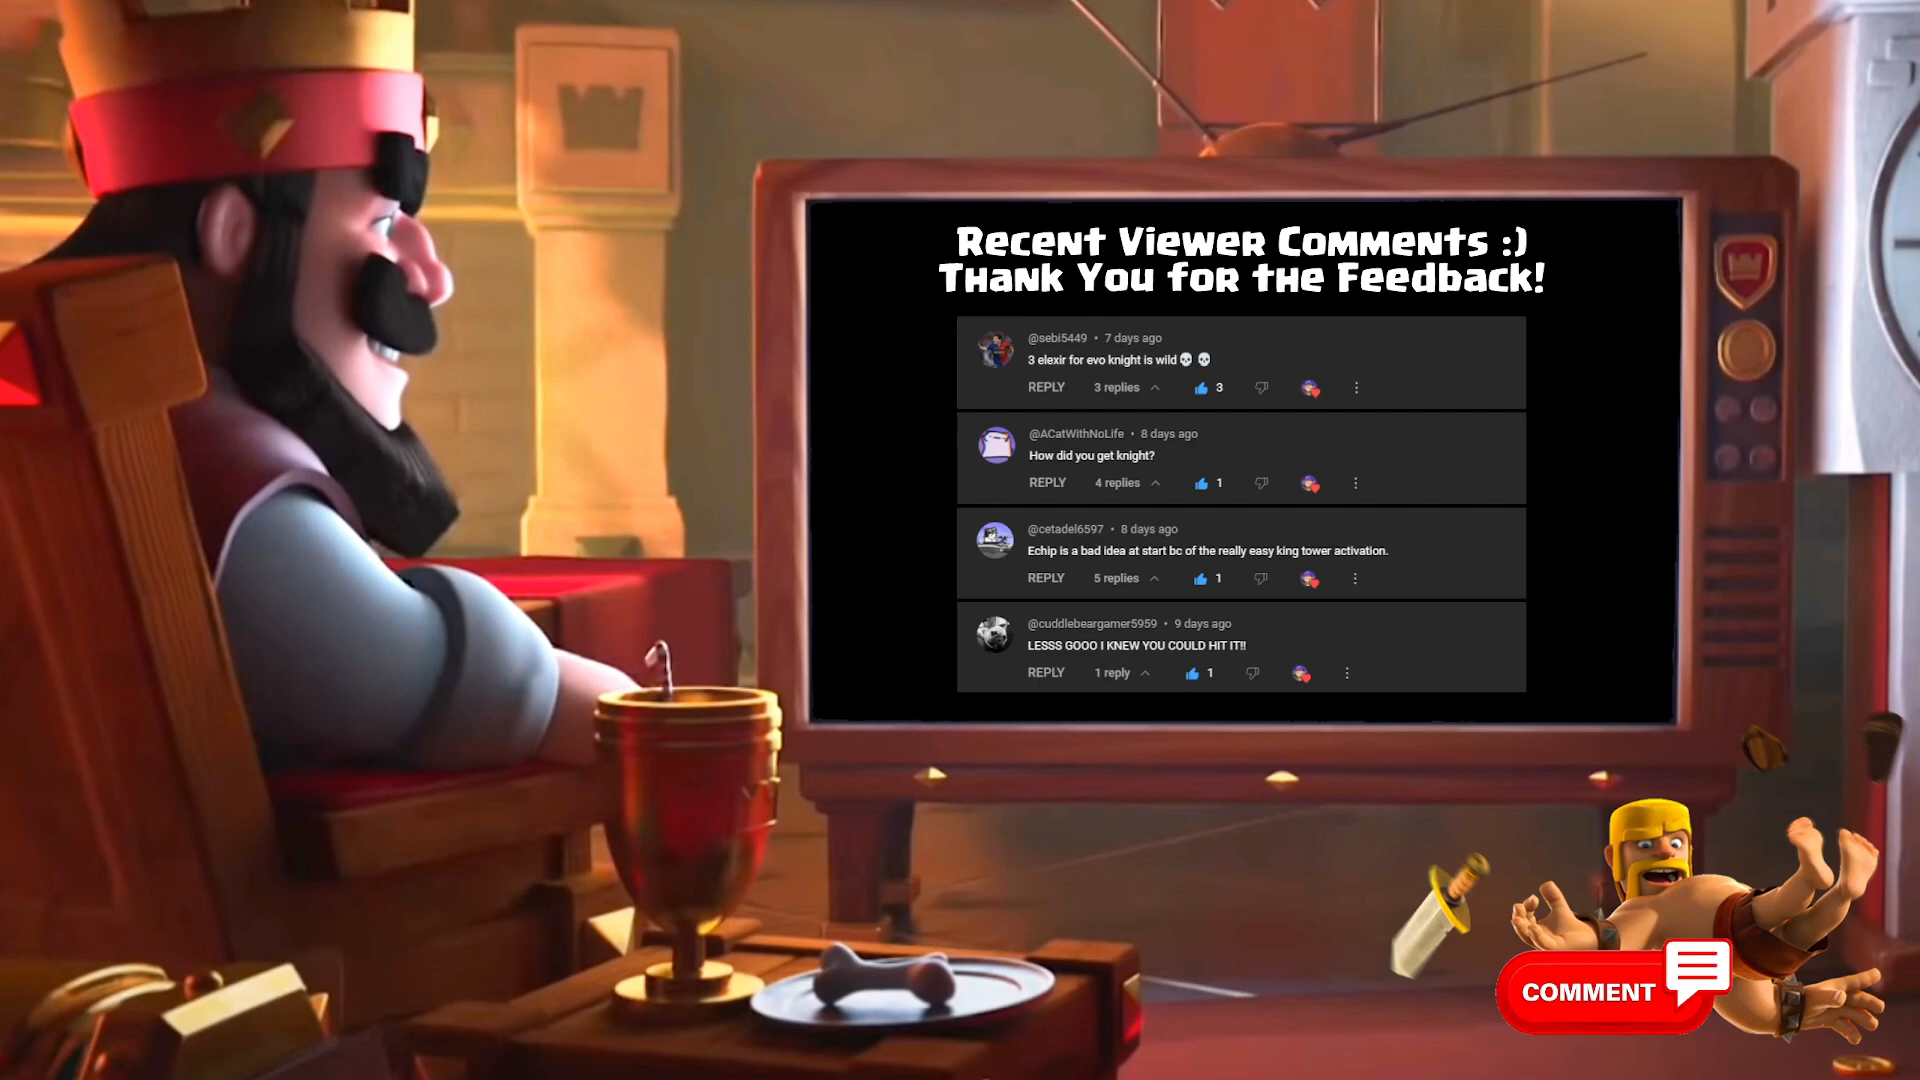 Recent Viewer Comments :)
Thank You for the Feedback!
@sebi5449 • 7 days ago
3 elexir for evo knight is wild💀 💀
REPLY 3 replies 3
@ACatWithNoLife • 8 days ago
How did you get knight?
REPLY 4 replies 1
@cetadel6597 • 8 days ago
Echip is a bad idea at start bc of the really easy king tower activation.
REPLY 5 replies 1
@cuddlebeargamer5959 • 9 days ago
LESSS GOOO I KNEW YOU COULD HIT IT!!
REPLY 1 reply 1
COMMENT